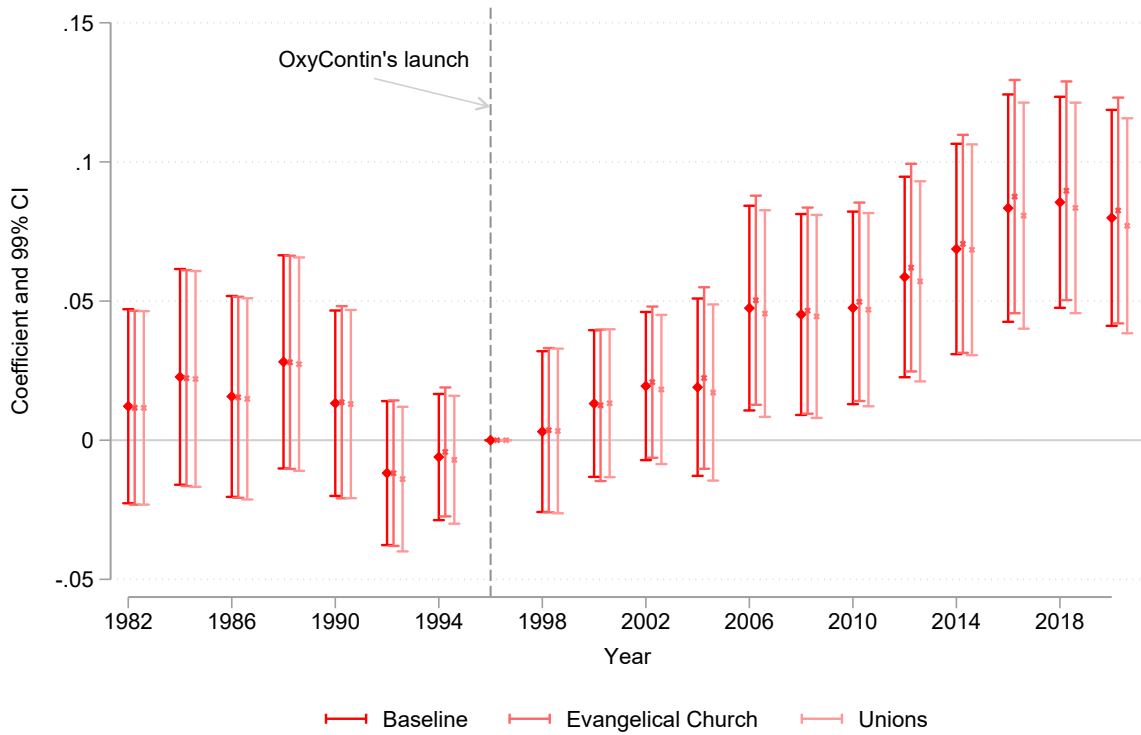 .15
OxyContin's launch
.1
.05
0
-.05
Coefficient and 99% CI
1982 1986 1990 1994 1998 2002 2006 2010 2014 2018
Year
Baseline Evangelical Church Unions